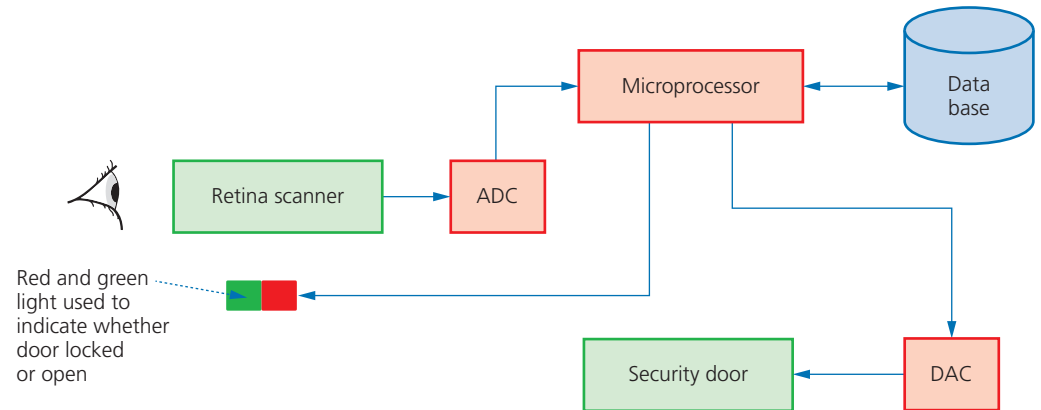 Microprocessor
Data
base
Retina scanner
ADC
Red and green
light used to
indicate whether
door locked
or open
Security door
DAC